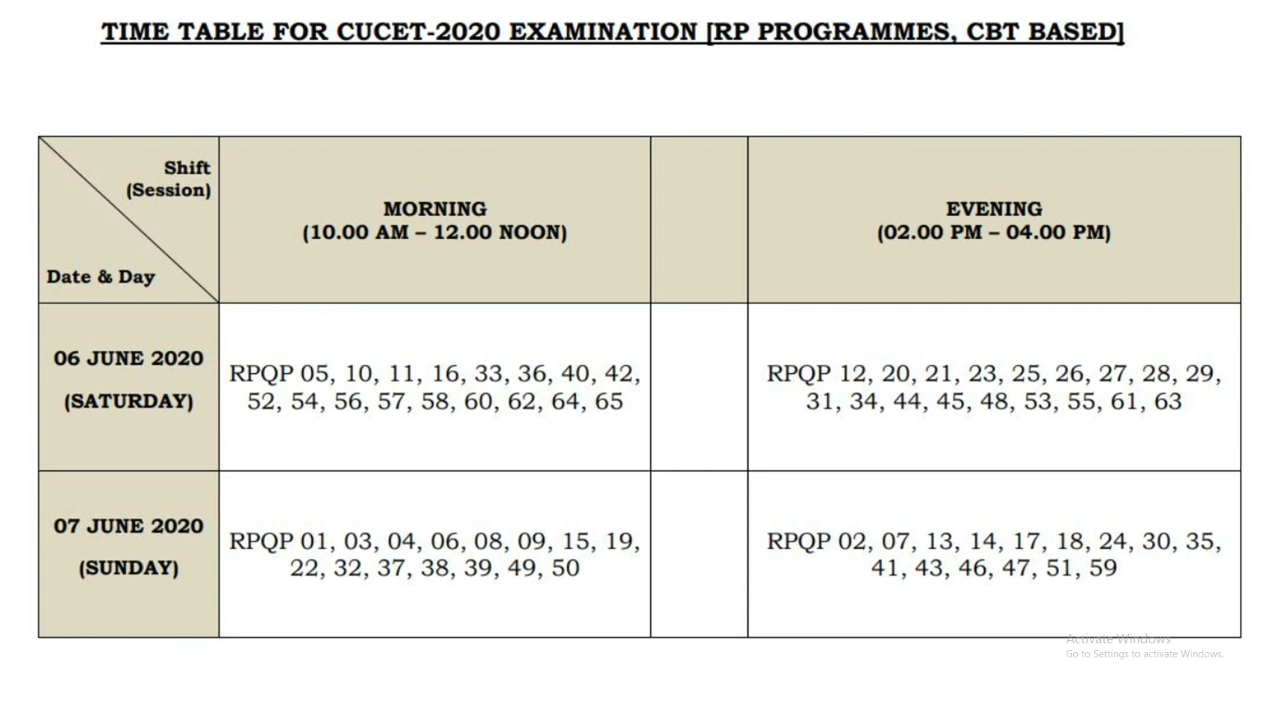 TIME TABLE FOR CUCET-2020 EXAMINATION [RP PROGRAMMES, CBT BASED]
Shift
(Session)
Date & Day
MORNING
(10.00 AM – 12.00 NOON)
EVENING
(02.00 PM – 04.00 PM)
06 JUNE 2020
(SATURDAY)
RPQP 05, 10, 11, 16, 33, 36, 40, 42,
52, 54, 56, 57, 58, 60, 62, 64, 65
RPQP 12, 20, 21, 23, 25, 26, 27, 28, 29,
31, 34, 44, 45, 48, 53, 55, 61, 63
07 JUNE 2020
(SUNDAY)
RPQP 01, 03, 04, 06, 08, 09, 15, 19,
22, 32, 37, 38, 39, 49, 50
RPQP 02, 07, 13, 14, 17, 18, 24, 30, 35,
41, 43, 46, 47, 51, 59
Activate Windows
Go to Settings to activate Windows.